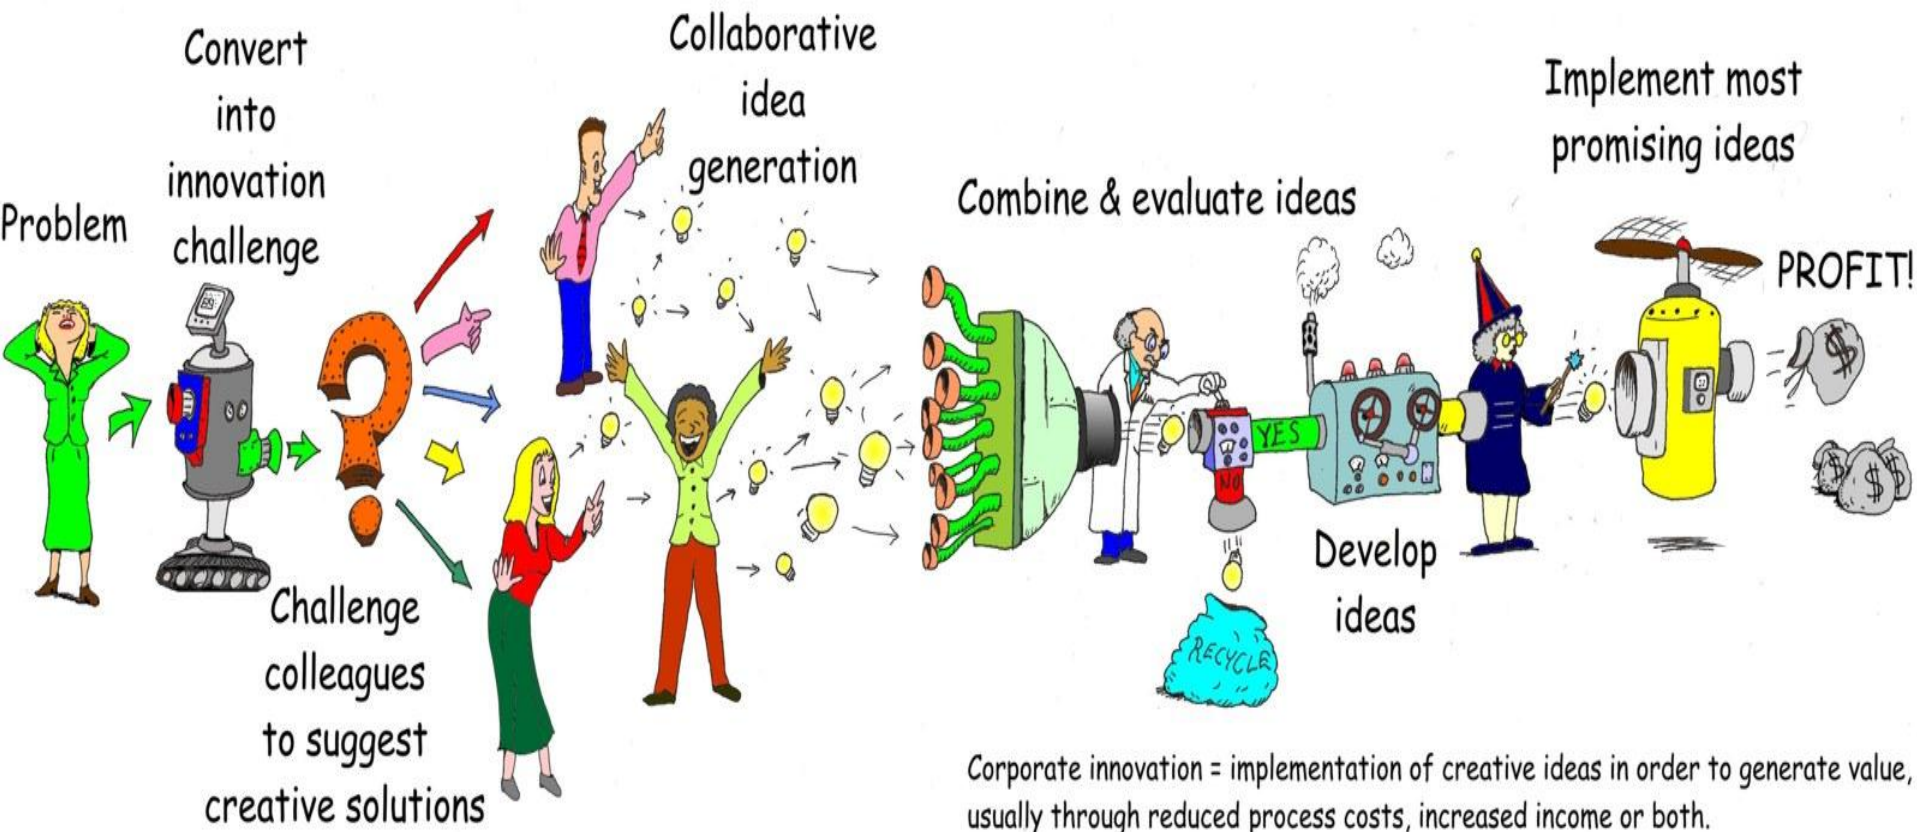 Problem
Convert
into
innovation
challenge
Challenge
colleagues
to suggest
creative solutions
Collaborative
idea
generation
Combine & evaluate ideas
YES
NO
RECYCLE
Develop
ideas
Implement most
promising ideas
PROFIT!
$
$
$
$
Corporate innovation = implementation of creative ideas in order to generate value,
usually through reduced process costs, increased income or both.